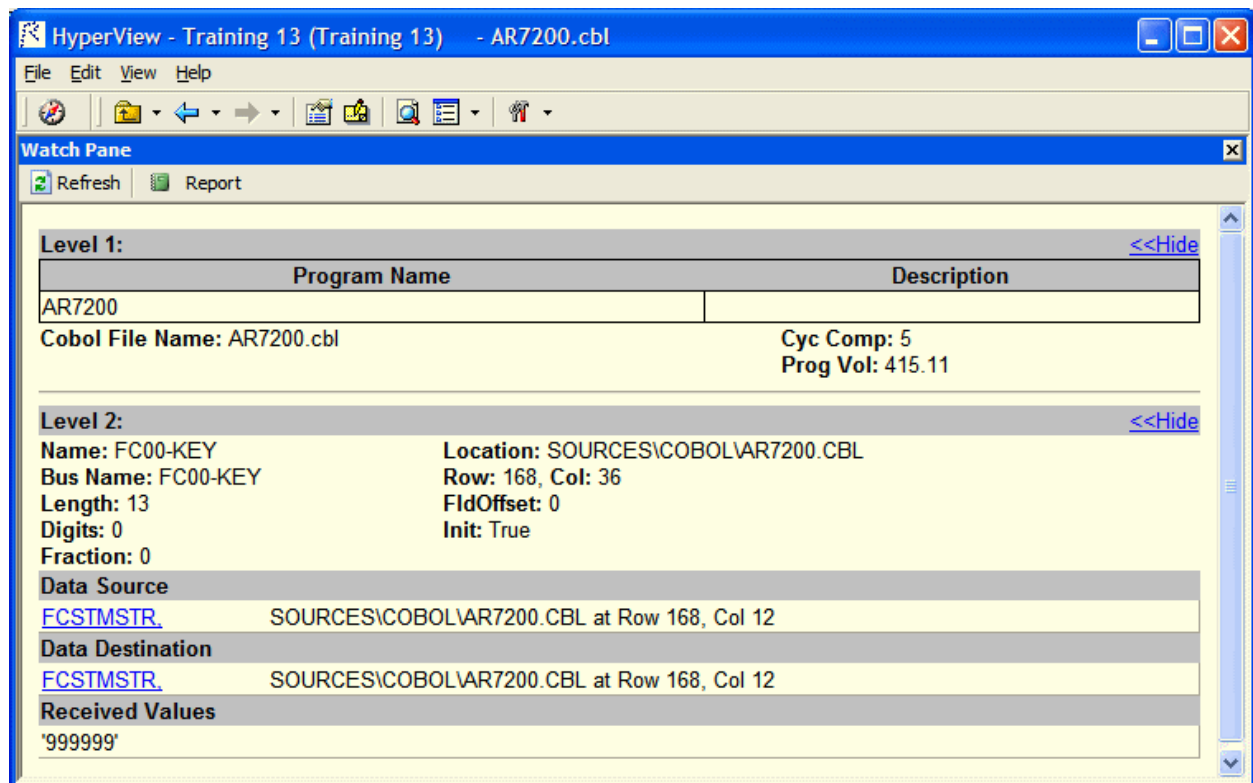 HyperView - Training 13 (Training 13) - AR7200.cbl
File Edit View Help
Watch Pane
Refresh Report
Level 1: <<Hide
Program Name Description
AR7200
Cobol File Name: AR7200.cbl Cyc Comp: 5
Prog Vol: 415.11
Level 2: <<Hide
Name: FC00-KEY Location: SOURCES\COBOL\AR7200.CBL
Bus Name: FC00-KEY Row: 168, Col: 36
Length: 13 FldOffset: 0
Digits: 0 Init: True
Fraction: 0
Data Source
FCSTMSTR, SOURCES\COBOL\AR7200.CBL at Row 168, Col 12
Data Destination
FCSTMSTR, SOURCES\COBOL\AR7200.CBL at Row 168, Col 12
Received Values
'999999'